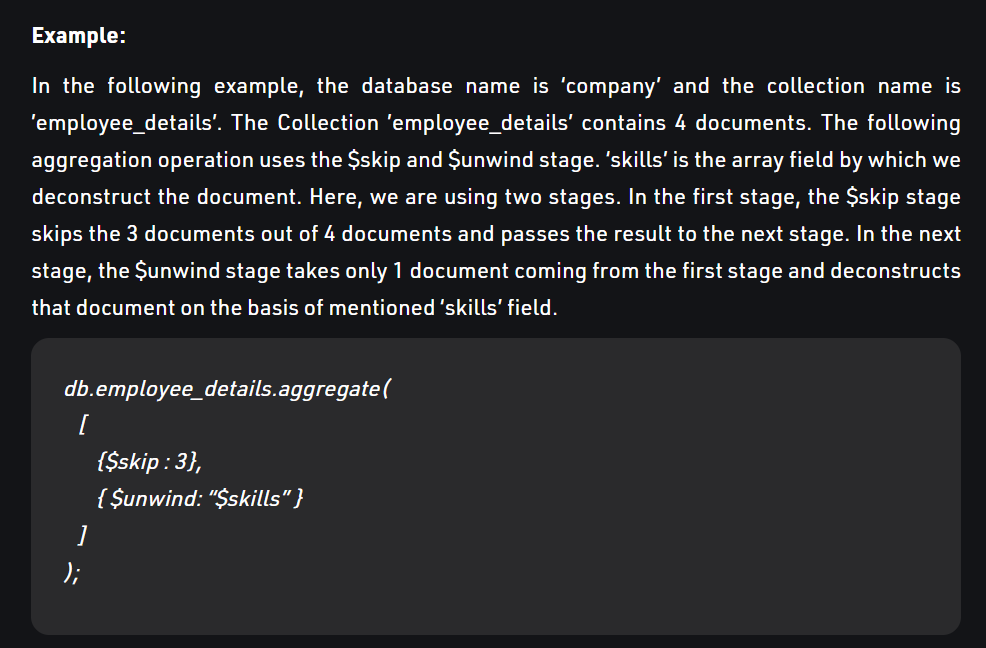 Example:
In the following example, the database name is ‘company’ and the collection name is
‘employee_details’. The Collection ‘employee_details’ contains 4 documents. The following
aggregation operation uses the $skip and $unwind stage. ‘skills’ is the array field by which we
deconstruct the document. Here, we are using two stages. In the first stage, the $skip stage
skips the 3 documents out of 4 documents and passes the result to the next stage. In the next
stage, the $unwind stage takes only 1 document coming from the first stage and deconstructs
that document on the basis of mentioned ‘skills’ field.
db.employee_details.aggregate(
[
{$skip : 3},
{ $unwind: “$skills” }
]
);